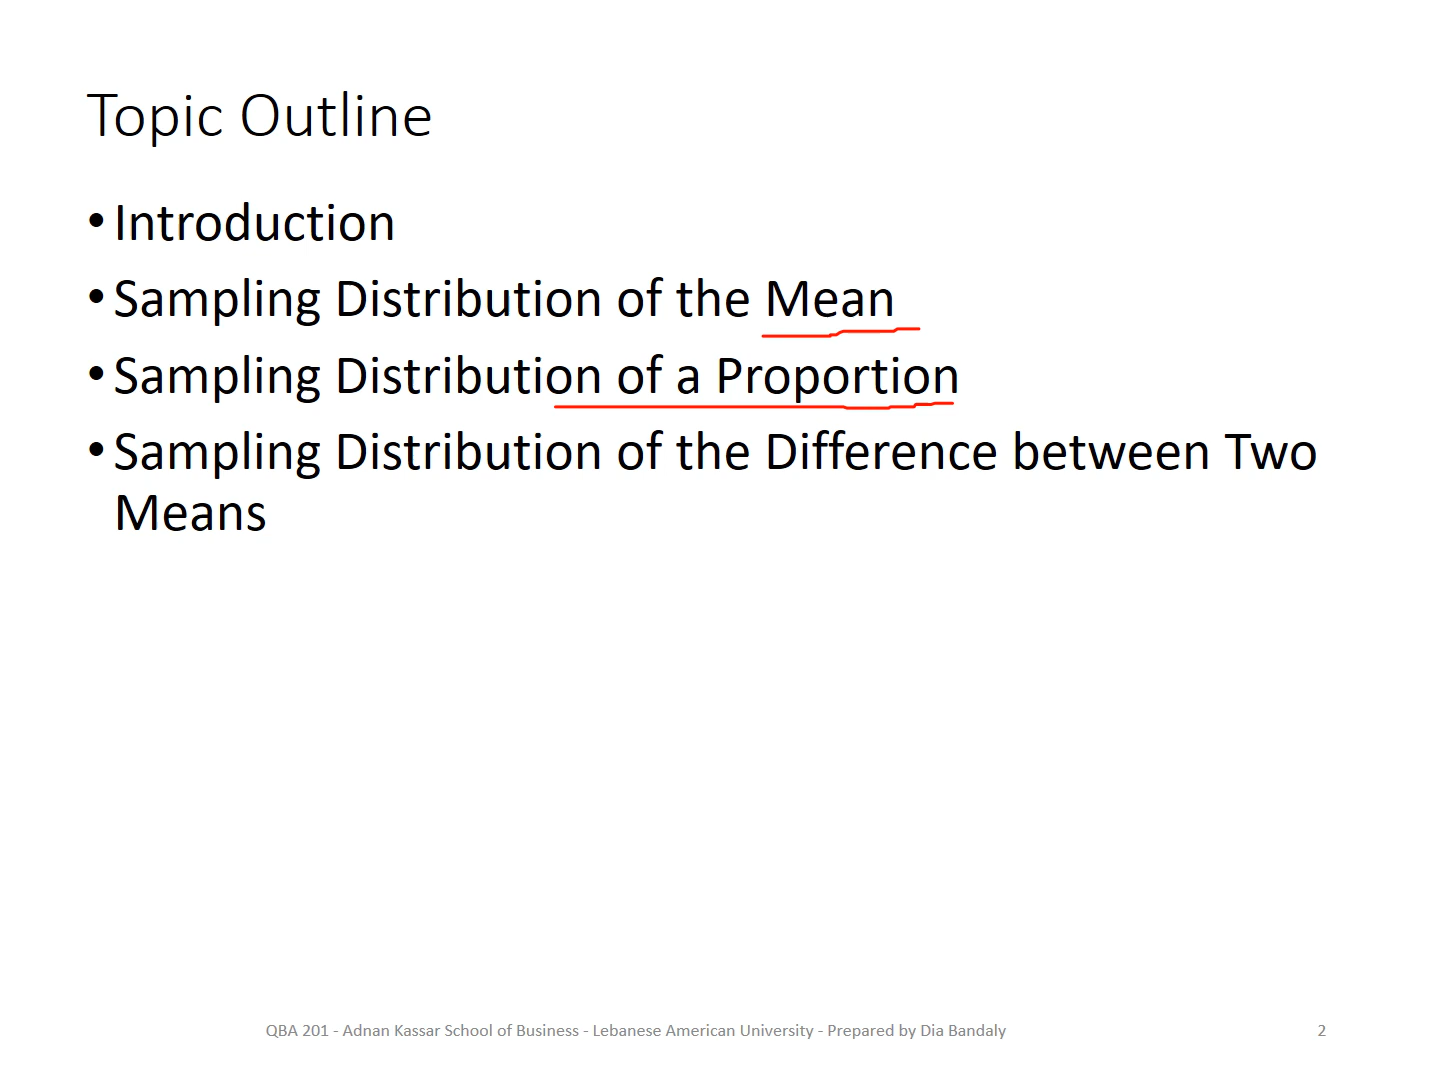 Topic Outline
• Introduction
• Sampling Distribution of the Mean
• Sampling Distribution of a Proportion
• Sampling Distribution of the Difference between Two
Means
QBA 201 - Adnan Kassar School of Business - Lebanese American University - Prepared by Dia Bandaly
2